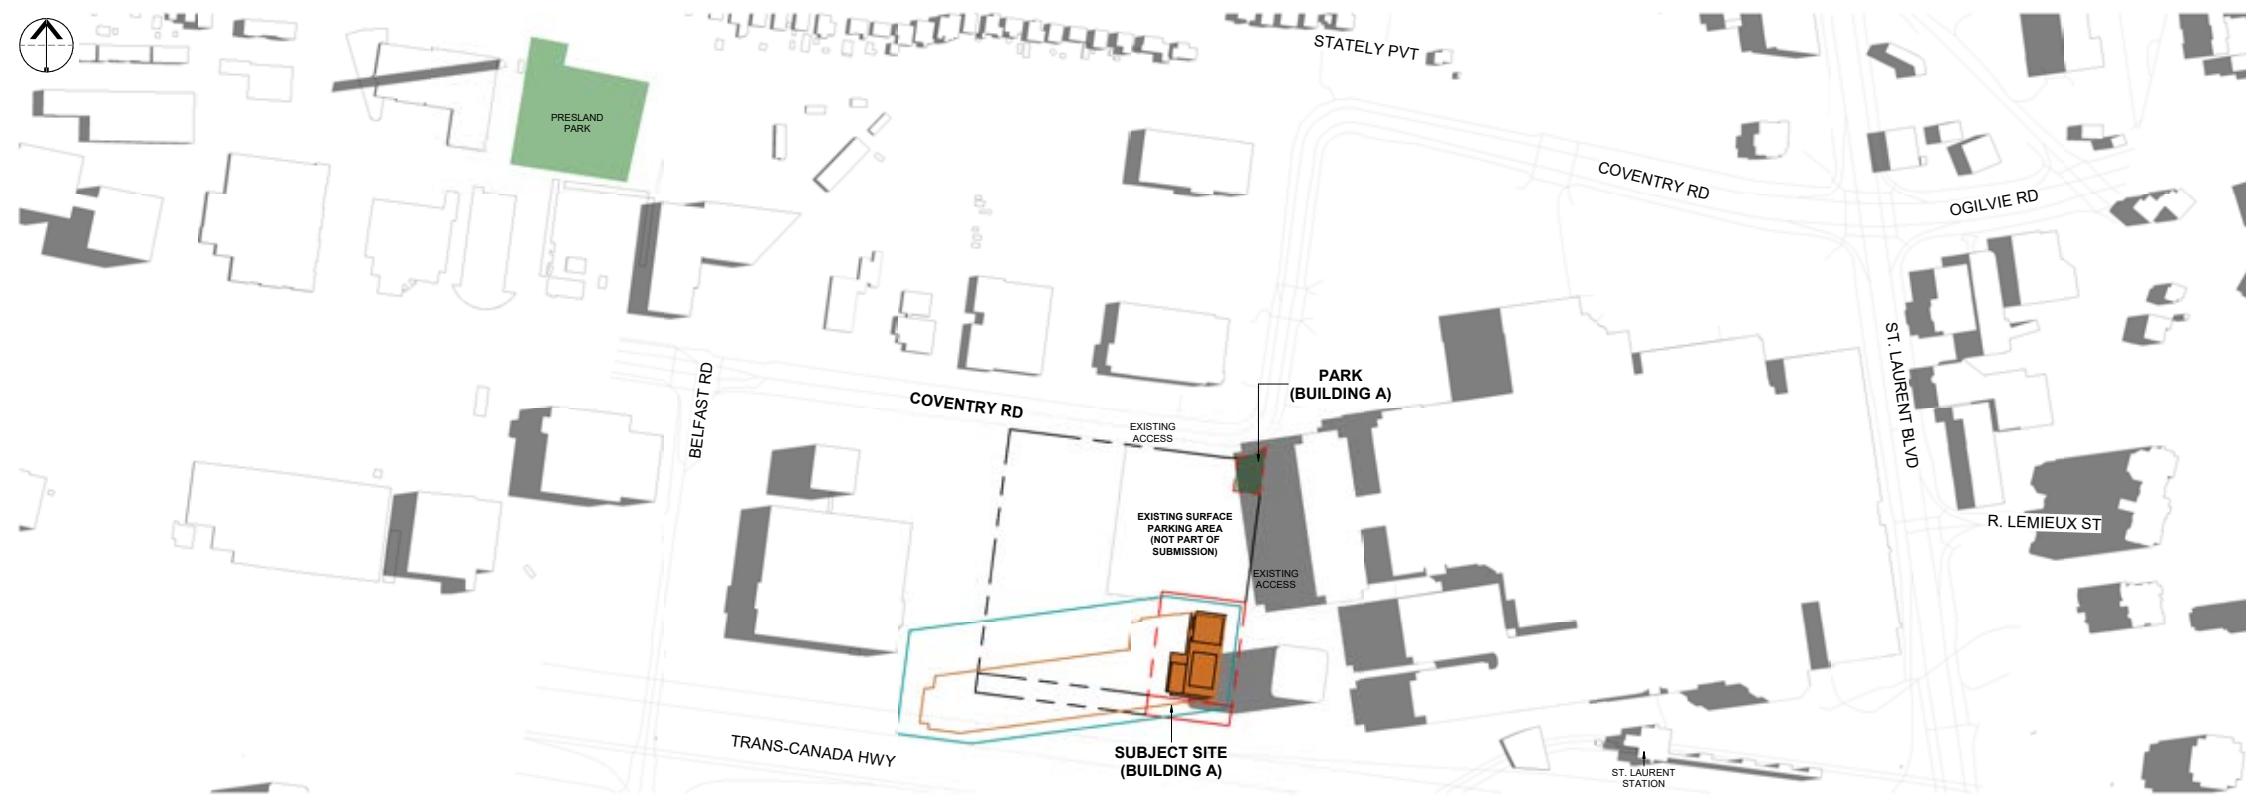 STATELY PVT
PRESLAND
PARK
COVENTRY RD
OGILVIE RD
ST. LAURENT BLVD
BELFAST RD
PARK
(BUILDING A)
COVENTRY RD
EXISTING
ACCESS
EXISTING SURFACE
PARKING AREA
(NOT PART OF
SUBMISSION)
R. LEMIEUX ST
EXISTING
ACCESS
TRANS-CANADA HWY
SUBJECT SITE
(BUILDING A)
ST. LAURENT
STATION